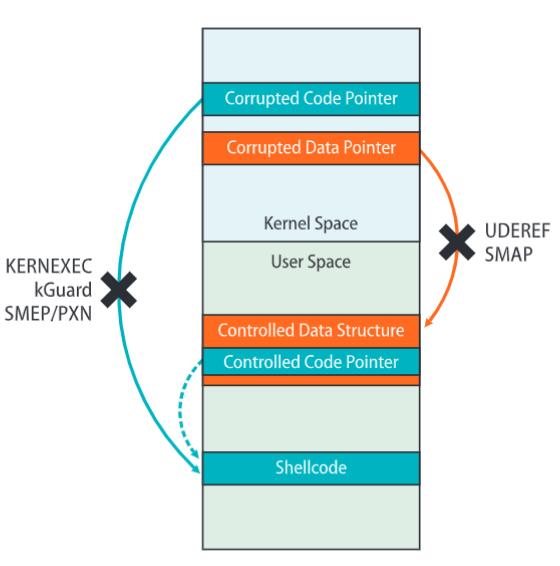 Corrupted Code Pointer
Corrupted Data Pointer
Kernel Space
User Space
UDEREF
SMAP
KERNEXEC
kGuard
SMEP/PXN
Controlled Data Structure
Controlled Code Pointer
Shellcode